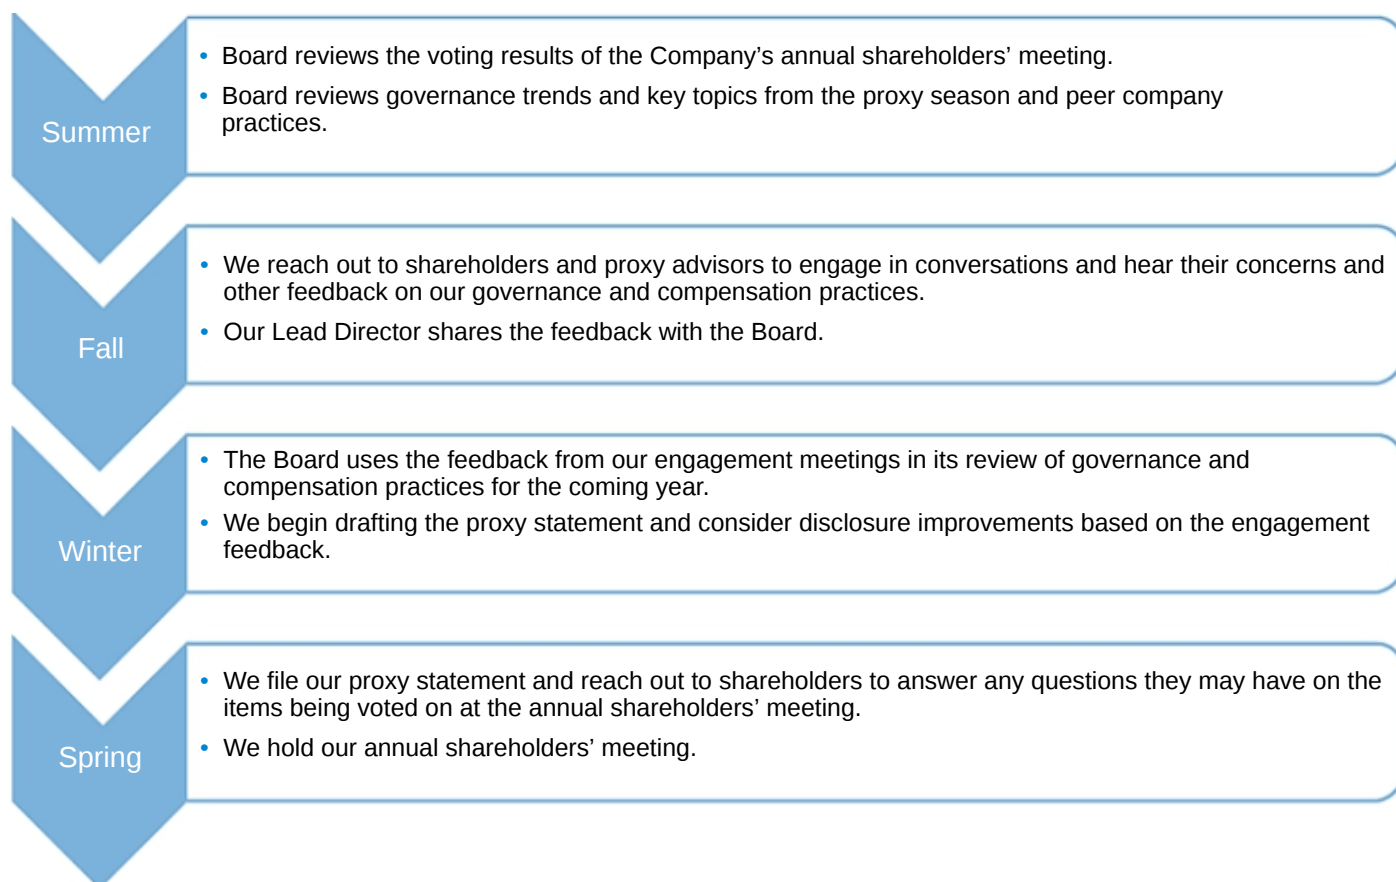 Summer
• Board reviews the voting results of the Company’s annual shareholders’ meeting.
• Board reviews governance trends and key topics from the proxy season and peer company
practices.
Fall
• We reach out to shareholders and proxy advisors to engage in conversations and hear their concerns and
other feedback on our governance and compensation practices.
• Our Lead Director shares the feedback with the Board.
Winter
• The Board uses the feedback from our engagement meetings in its review of governance and
compensation practices for the coming year.
• We begin drafting the proxy statement and consider disclosure improvements based on the engagement
feedback.
Spring
• We file our proxy statement and reach out to shareholders to answer any questions they may have on the
items being voted on at the annual shareholders’ meeting.
• We hold our annual shareholders’ meeting.